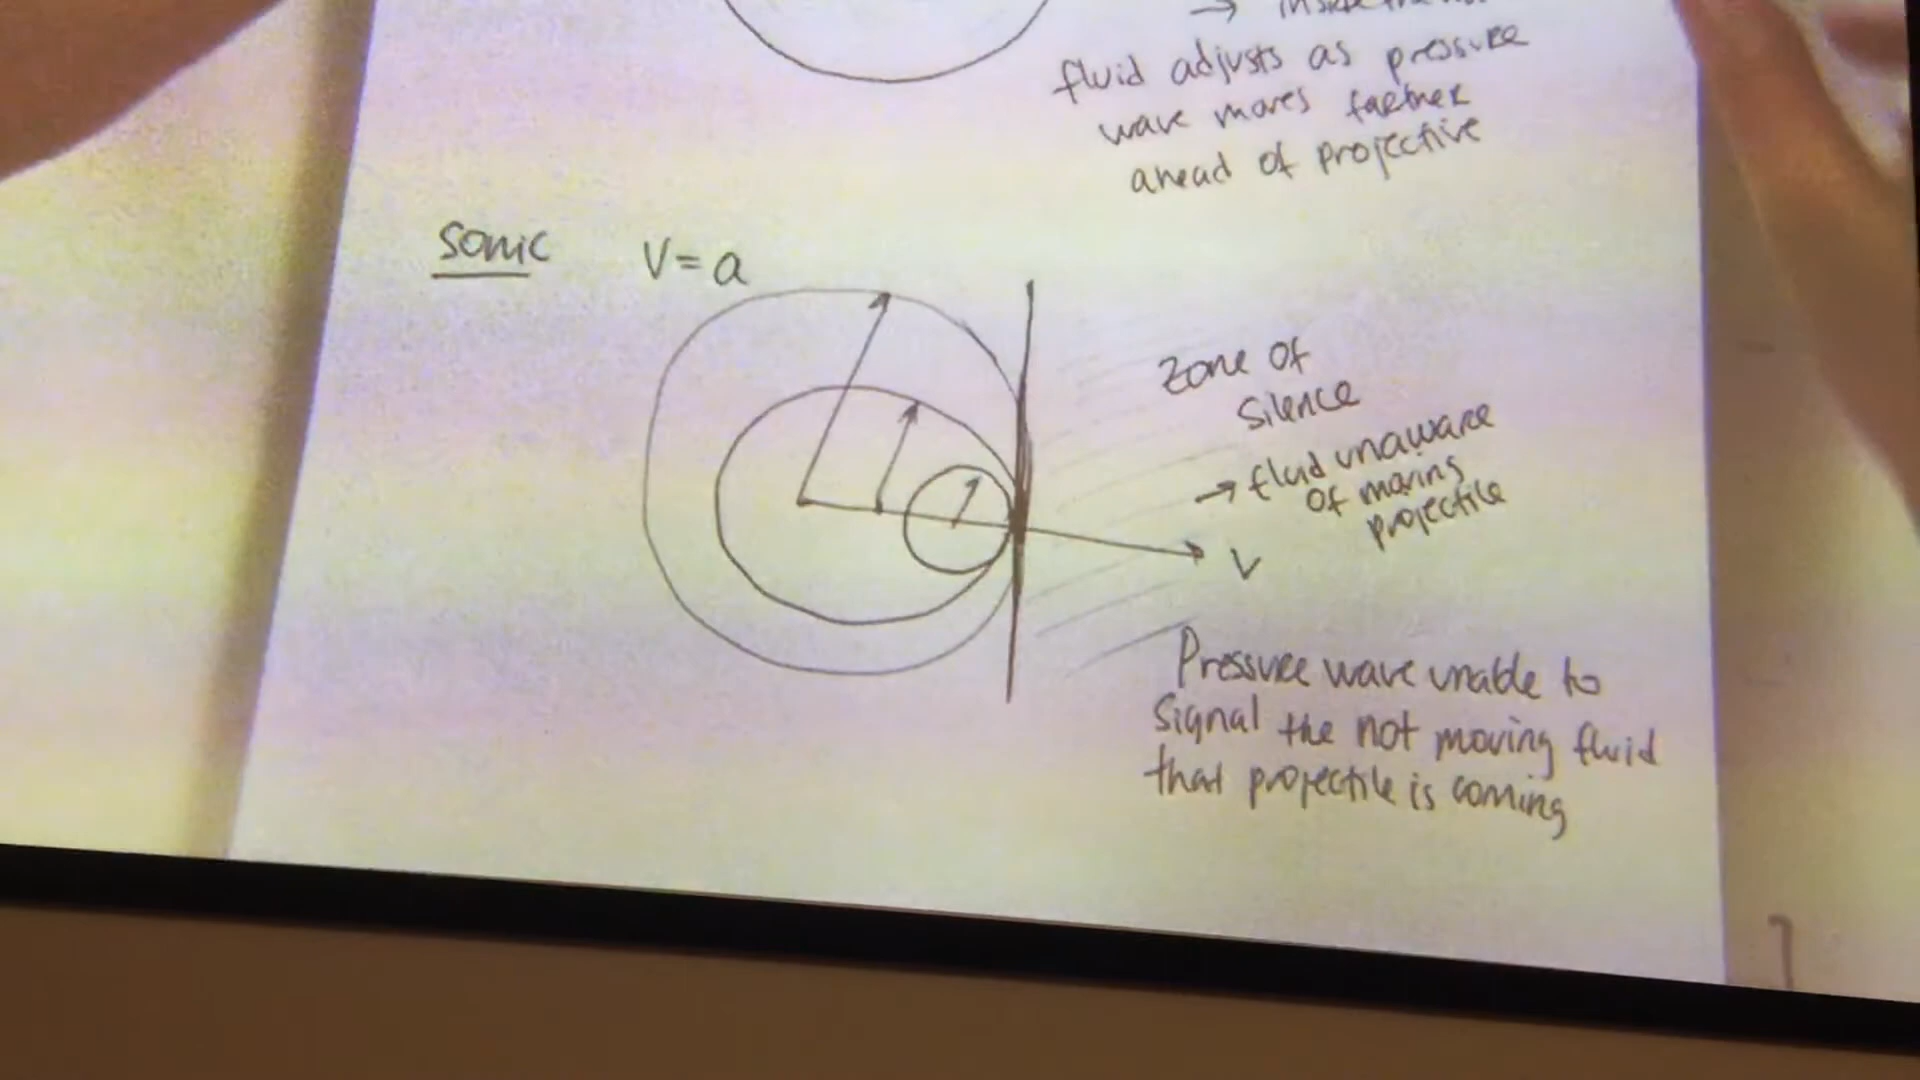 →
fluid adjusts as pressure
wave moves farther
ahead of projective
sonic V=a
Zone Of
Silence
→ fluid unaware
Of moving
projectile
V
Pressure wave unable to
Signal the not moving fluid
that projectile is coming